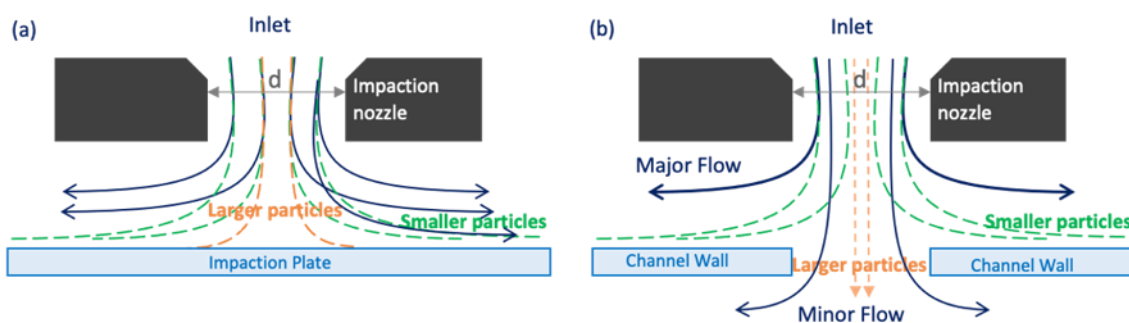 (a)
Inlet
d
Impaction
nozzle
Larger particles
Smaller particles
Impaction Plate
(b)
Inlet
d
Impaction
nozzle
Major Flow
Smaller particles
Channel Wall
Larger particles
Channel Wall
Minor Flow